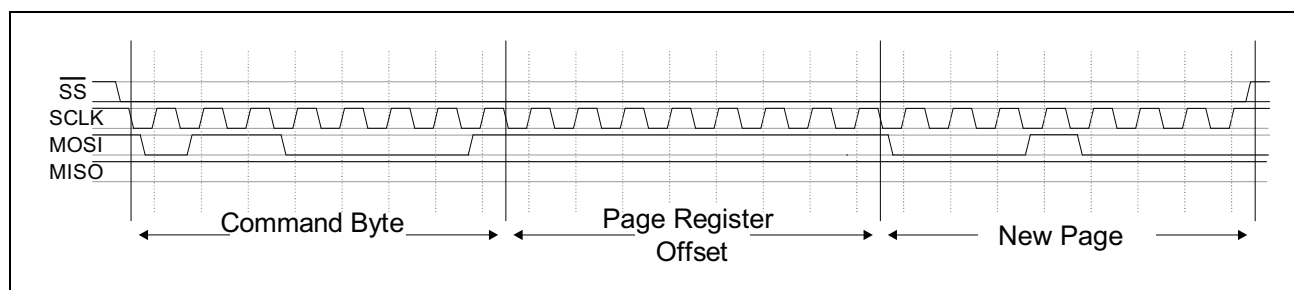 SS
SCLK
MOSI
MISO
Command Byte
Page Register
Offset
New Page